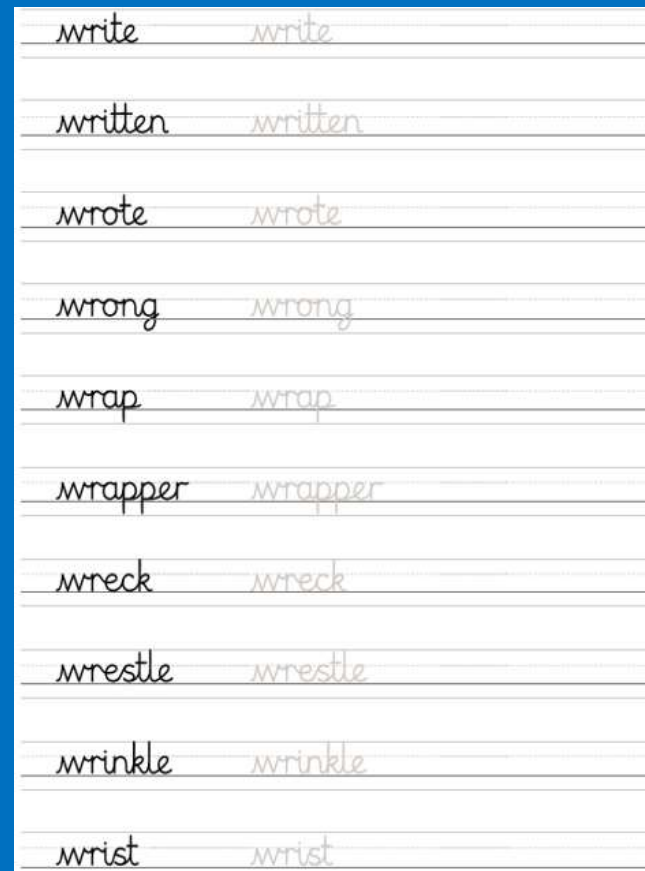 write write
written written
wrote wrote
wrong wrong
wrap wrap
wrapper wrapper
wreck wreck
wrestle wrestle
wrinkle wrinkle
wrist wrist